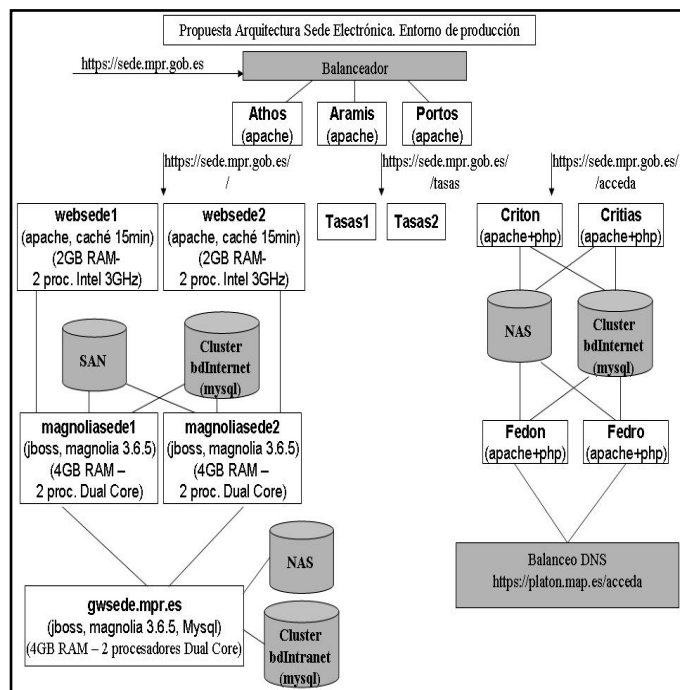 Propuesta Arquitectura Sede Electrónica. Entorno de producción
https://sede.mpr.gob.es
Balanceador
Athos
(apache)
Aramis
(apache)
Portos
(apache)
https://sede.mpr.gob.es/
/
https://sede.mpr.gob.es/
/tasas
https://sede.mpr.gob.es/
/acceda
websede1
(apache, caché 15min)
(2GB RAM-
2 proc. Intel 3GHz)
websede2
(apache, caché 15min)
(2GB RAM-
2 proc. Intel 3GHz)
Tasas1
Tasas2
Criton
(apache+php)
Critias
(apache+php)
SAN
Cluster
bdInternet
(mysql)
NAS
Cluster
bdInternet
(mysql)
magnoliasede1
(jboss, magnolia 3.6.5)
(4GB RAM –
2 proc. Dual Core)
magnoliasede2
(jboss, magnolia 3.6.5)
(4GB RAM –
2 proc. Dual Core)
Fedon
(apache+php)
Fedro
(apache+php)
NAS
Balanceo DNS
https://platon.map.es/acceda
gwsede.mpr.es
(jboss, magnolia 3.6.5, Mysql)
(4GB RAM – 2 procesadores Dual Core)
Cluster
bdIntranet
(mysql)